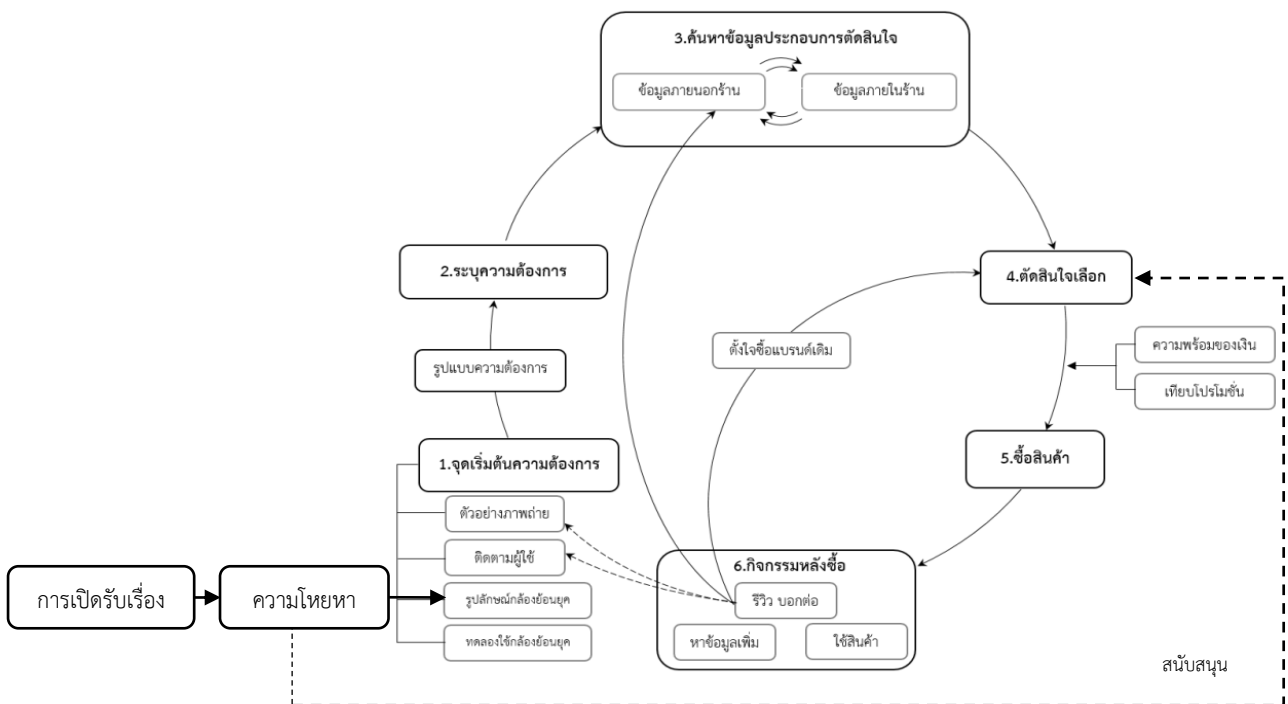 3.ค้นหาข้อมูลประกอบการตัดสินใจ
ข้อมูลภายนอกร้าน
ข้อมูลภายในร้าน
2.ระบุความต้องการ
4.ตัดสินใจเลือก
ตั้งใจซื้อแบรนด์เดิม
ความพร้อมของเงิน
รูปแบบความต้องการ
เทียบโปรโมชั่น
1.จุดเริ่มต้นความต้องการ
5.ซื้อสินค้า
ตัวอย่างภาพถ่าย
ติดตามผู้ใช้
6.กิจกรรมหลังซื้อ
การเปิดรับเรื่อง
ความโหยหา
รูปลักษณ์กล้องย้อนยุค
รีวิว บอกต่อ
ทดลองใช้กล้องย้อนยุค
หาข้อมูลเพิ่ม
ใช้สินค้า
สนับสนุน